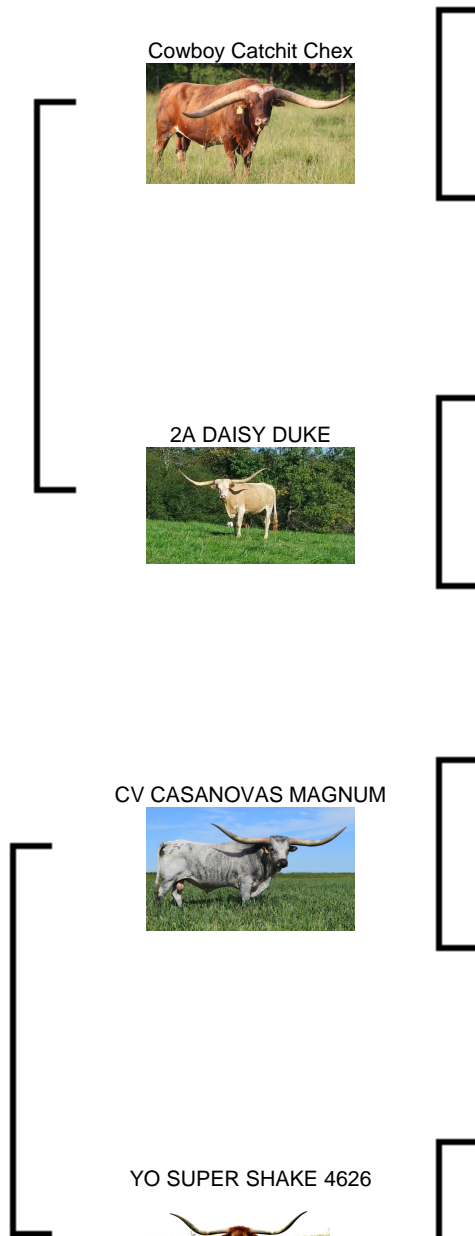 Cowboy Catchit Chex
2A DAISY DUKE
CV CASANOVAS MAGNUM
YO SUPER SHAKE 4626